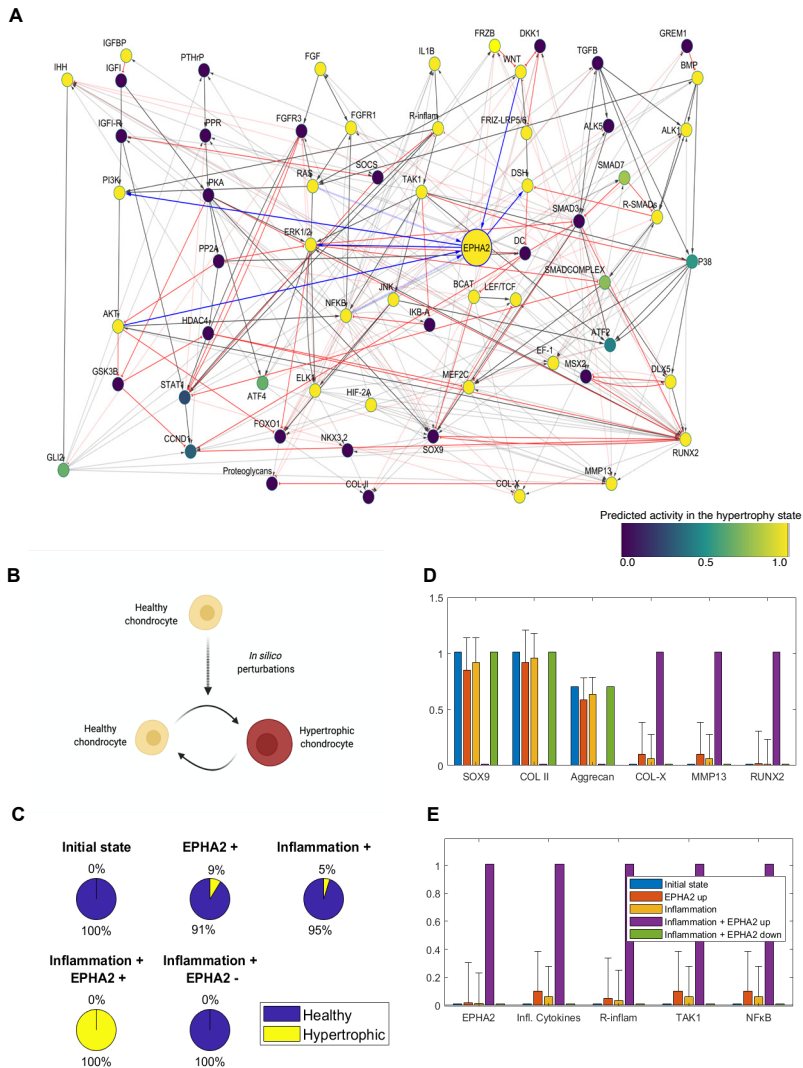 A
IGFBP
IHH
IGFI
PTHrP
FGF
IL1B
FRZB
DKK1
WNT
TGFB
GREM1
BMP
IGFI-R
PPR
FGFR3
FGFR1
R-inflam
FRIZ-LRP5/6
ALK5
ALK1
SOCS
SMAD7
PI3K
PKA
RAS
TAK1
DSH
SMAD3
R-SMADs
ERK1/2
EPHA2
DC
PP2A
P38
SMADCOMPLEX
JNK
BCAT
LEF/TCF
AKT
HDAC4
NFKB
IKB-A
ATF2
EF-1
GSK3B
STAT1
ATF4
ELK1
HIF-2A
MEF2C
MSX2
DLX5
CCND1
FOXO1
NKX3.2
SOX9
RUNX2
GLI2
Proteoglycans
COL-II
COL-X
MMP13
Predicted activity in the hypertrophy state
0.0
0.5
1.0
B
Healthy
chondrocyte
In silico
perturbations
Healthy
chondrocyte
Hypertrophic
chondrocyte
C
Initial state
EPHA2 +
Inflammation +
0%
9%
5%
100%
91%
95%
Inflammation +
EPHA2 +
Inflammation +
EPHA2 -
0%
0%
100%
100%
Healthy
Hypertrophic
D
1.5
1
0.5
0
SOX9
COL II
Aggrecan
COL-X
MMP13
RUNX2
E
1
0.8
0.6
0.4
0.2
0
Initial state
EPHA2 up
Inflammation
Inflammation + EPHA2 up
Inflammation + EPHA2 down
EPHA2
Infl. Cytokines
R-inflam
TAK1
NFκB